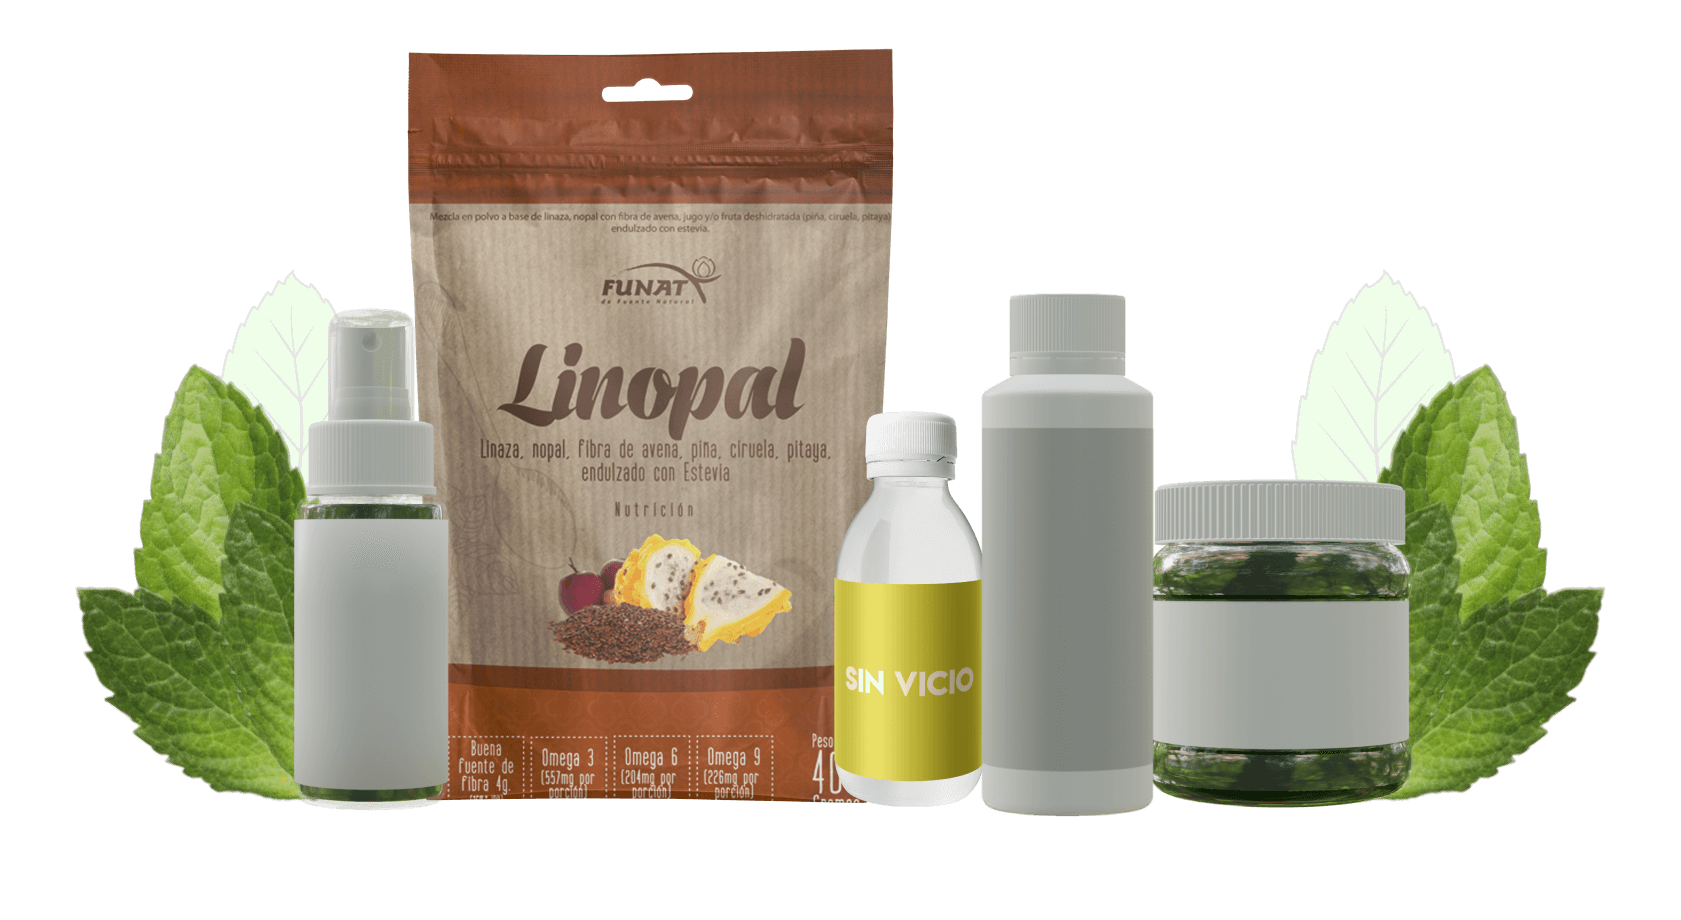 Mezcla en polvo a base de linaza, nopal con fibra de avena, jugo y/o fruta deshidratada (piña, ciruela, pitaya)
endulzado con estevia.
FUNAT
de Fuente Natural
Linopal
Linaza, nopal, fibra de avena, piña, ciruela, pitaya,
endulzado con Estevia
Nutrición
SIN VICIO
Buena
fuente de
fibra 4g.
Omega 3
(557mg por
porción)
Omega 6
(204mg por
porción)
Omega 9
(226mg por
porción)
Peso
40